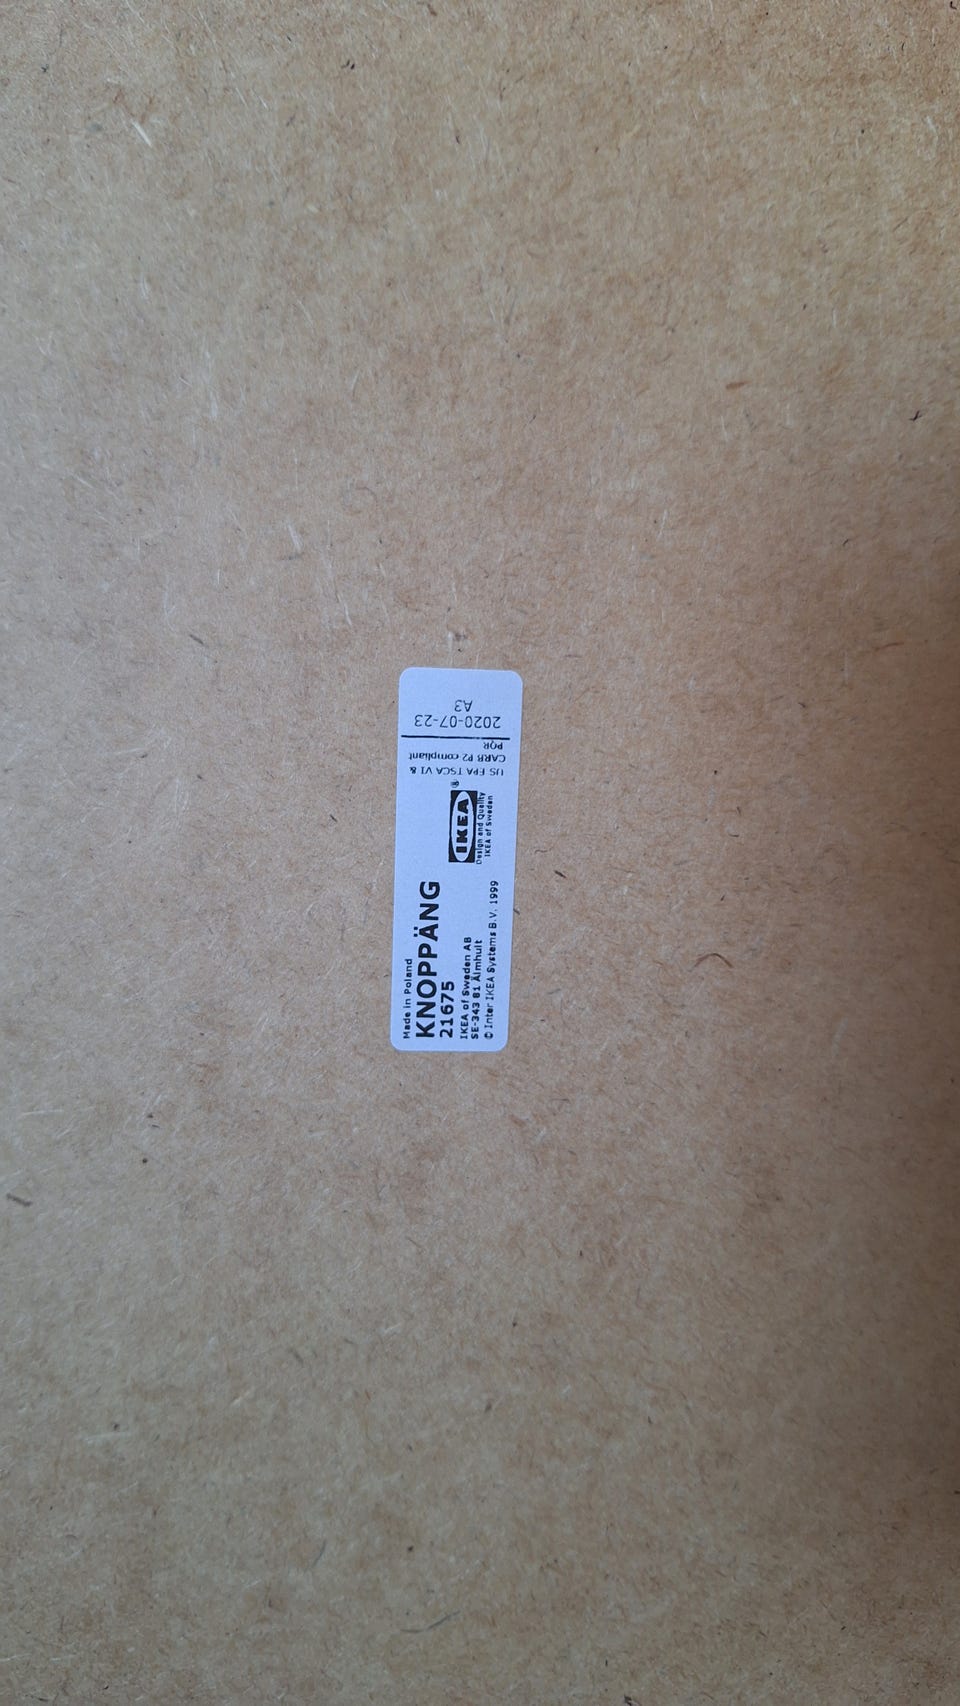 Made in Poland
KNOPPÄNG
21675
IKEA of Sweden AB
SE-343 81 Älmhult
© Inter IKEA Systems B.V. 1999
IKEA®
Design and Quality
IKEA of Sweden
US EPA TSCA VI &
CARB P2 compliant
PQR
2020-07-23
A3